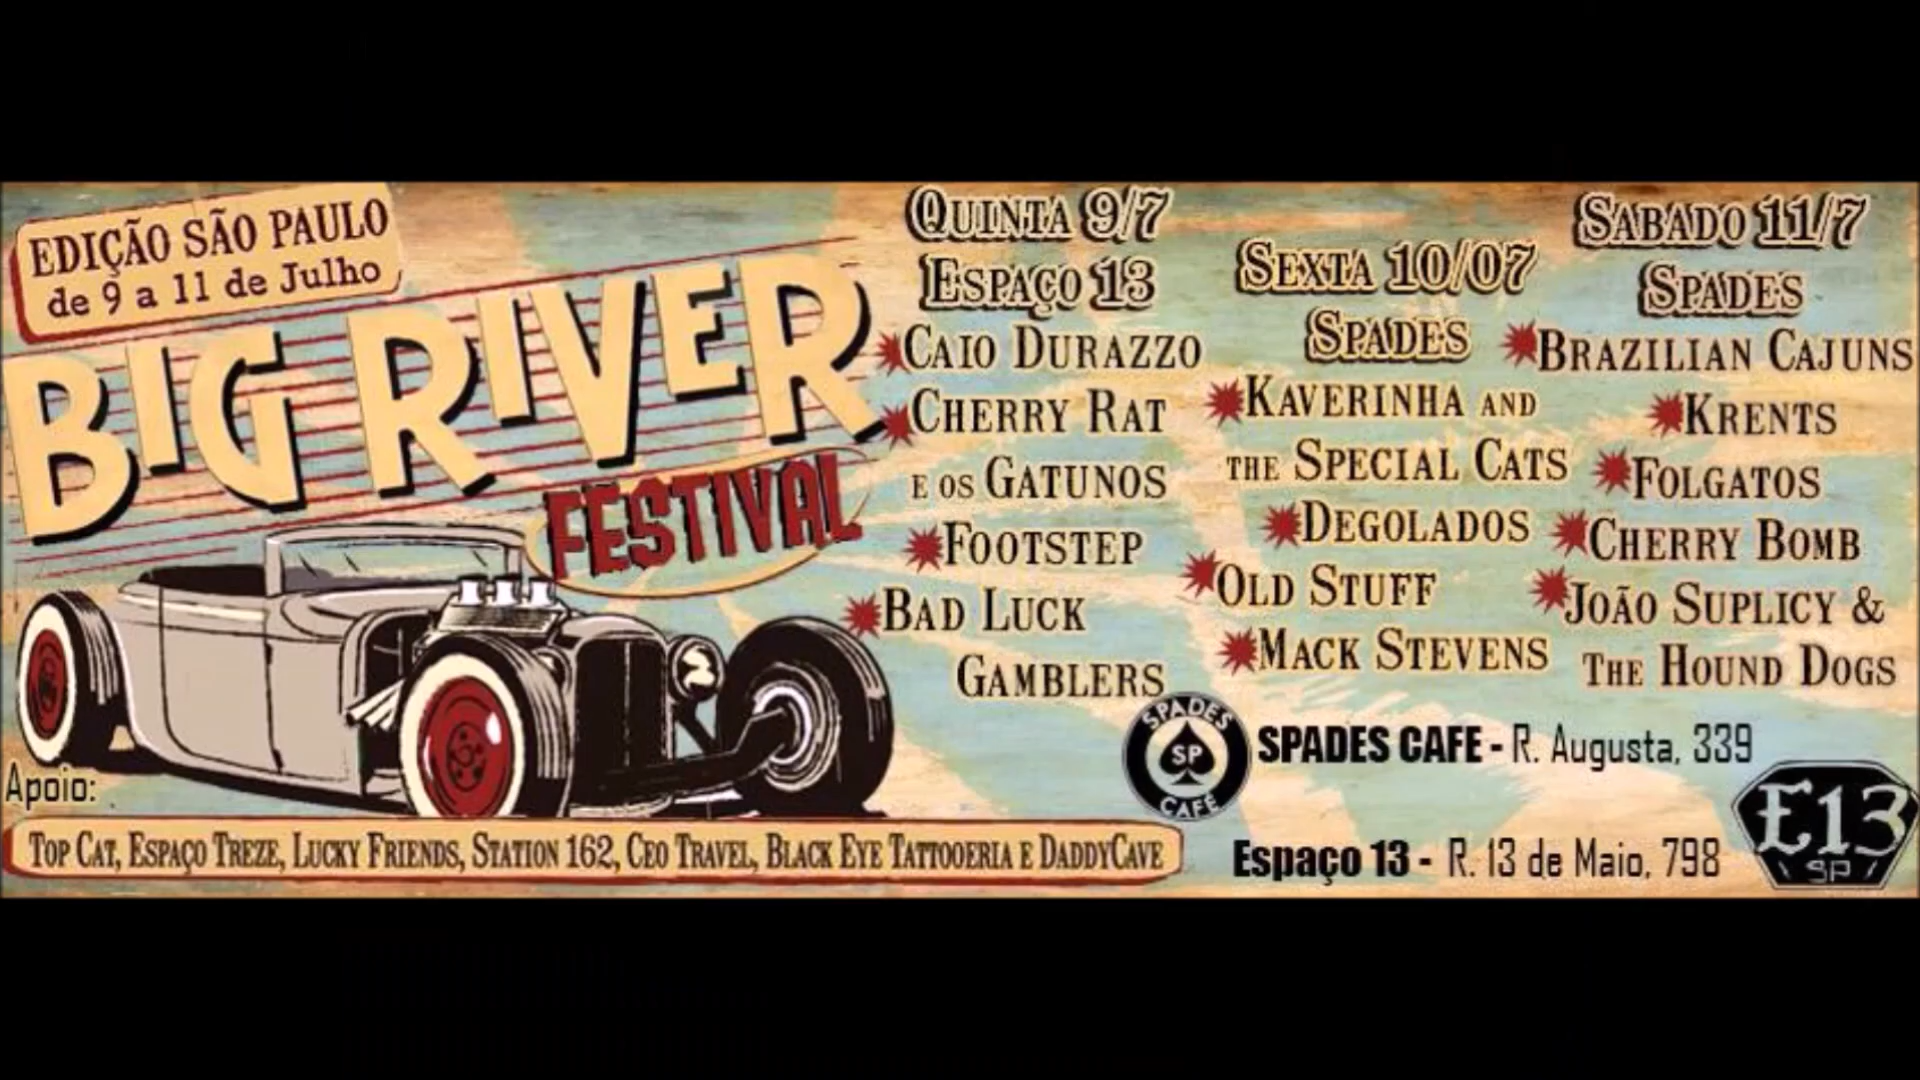 EDIÇÃO SÃO PAULO
de 9 a 11 de Julho
BIG RIVER
FESTIVAL
QUINTA 9/7
ESPAÇO 13
CAIO DURAZZO
CHERRY RAT
E OS GATUNOS
FOOTSTEP
BAD LUCK
GAMBLERS
SEXTA 10/07
SPADES
KAVERINHA AND
THE SPECIAL CATS
DEGOLADOS
OLD STUFF
MACK STEVENS
SABADO 11/7
SPADES
BRAZILIAN CAJUNS
KRENTS
FOLGATOS
CHERRY BOMB
JOÃO SUPLICY &
THE HOUND DOGS
SPADES
SP
CAFÉ
SPADES CAFE - R. Augusta, 339
Espaço 13 - R. 13 de Maio, 798
E13
SP
Apoio:
TOP CAT, ESPAÇO TREZE, LUCKY FRIENDS, STATION 162, CEO TRAVEL, BLACK EYE TATTOOERIA E DADDYCAVE